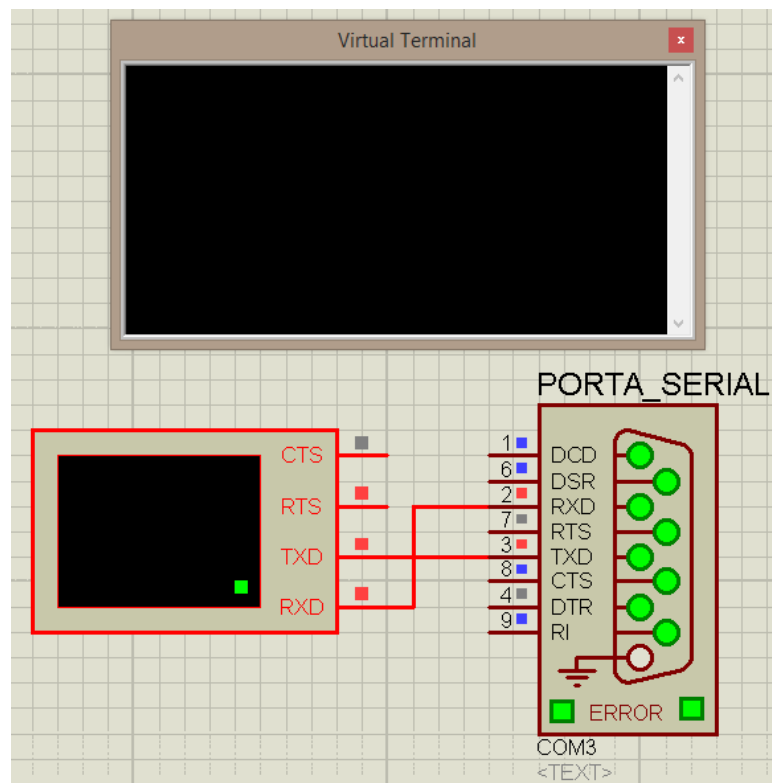 Virtual Terminal
x
PORTA_SERIAL
CTS
RTS
TXD
RXD
1 DCD
6 DSR
2 RXD
7 RTS
3 TXD
8 CTS
4 DTR
9 RI
ERROR
COM3
<TEXT>